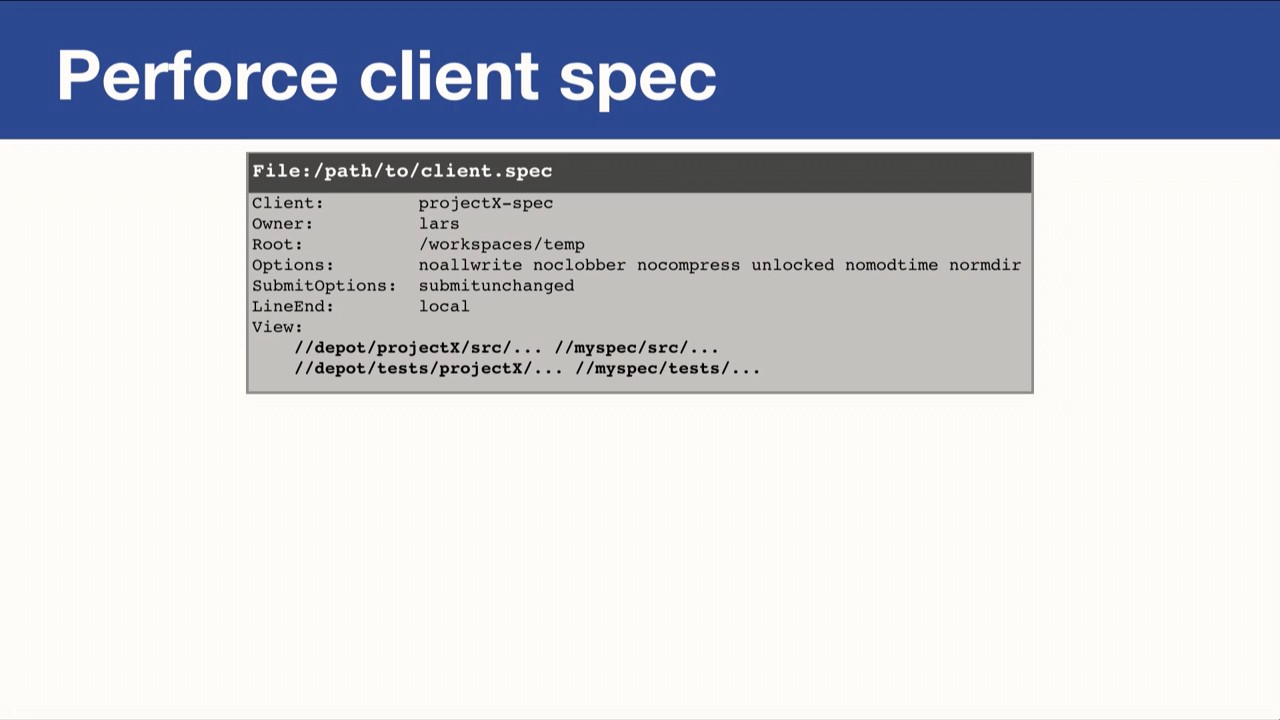 Perforce client spec
File:/path/to/client.spec
Client: projectX-spec
Owner: lars
Root: /workspaces/temp
Options: noallwrite noclobber nocompress unlocked nomodtime normdir
SubmitOptions: submitunchanged
LineEnd: local
View:
//depot/projectX/src/... //myspec/src/...
//depot/tests/projectX/... //myspec/tests/...